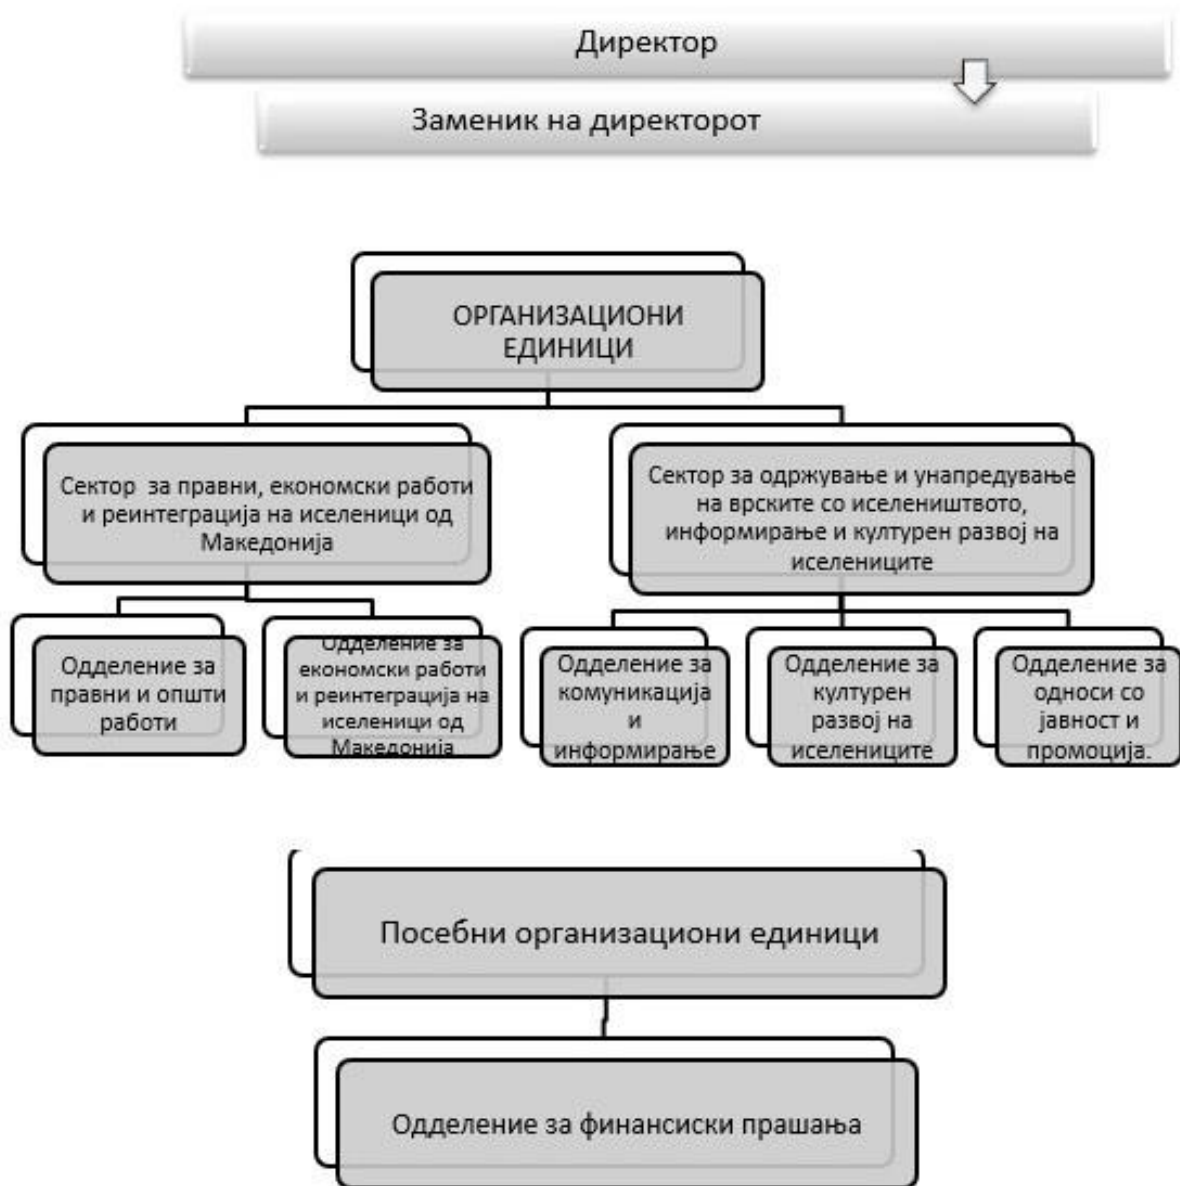 Директор
Заменик на директорот
ОРГАНИЗАЦИОНИ
ЕДИНИЦИ
Сектор за правни, економски работи
и реинтеграција на иселеници од
Македонија
Сектор за одржување и унапредување
на врските со иселеништвото,
информирање и културен развој на
иселениците
Одделение за
правни и општи
работи
Одделение за
економски работи
и реинтеграција на
иселеници од
Македонија
Одделение за
комуникација
и
информирање
Одделение за
културен
развој на
иселениците
Одделение за
односи со
јавност и
промоција.
Посебни организациони единици
Одделение за финансиски прашања